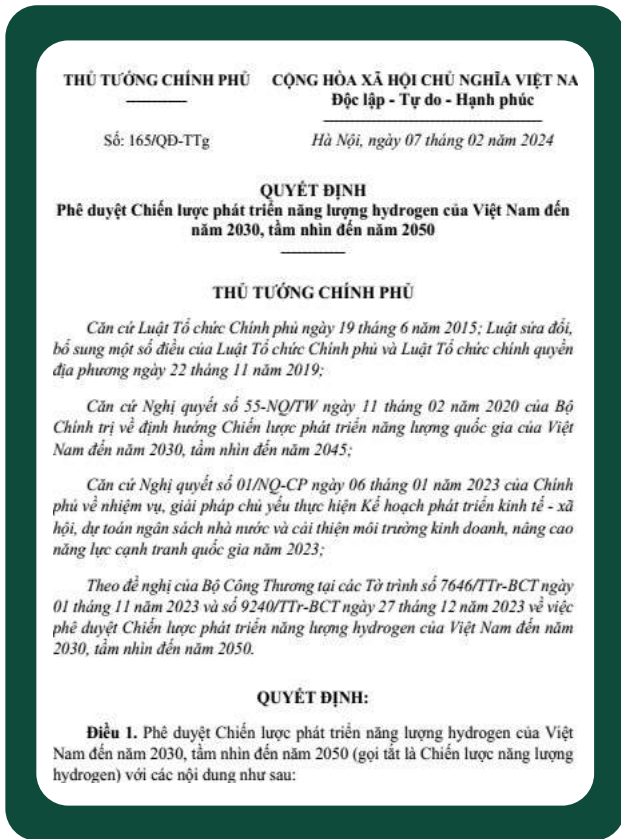 THỦ TƯỚNG CHÍNH PHỦ
CỘNG HÒA XÃ HỘI CHỦ NGHĨA VIỆT NA
Độc lập - Tự do - Hạnh phúc
Số: 165/QĐ-TTg
Hà Nội, ngày 07 tháng 02 năm 2024
QUYẾT ĐỊNH
Phê duyệt Chiến lược phát triển năng lượng hydrogen của Việt Nam đến
năm 2030, tầm nhìn đến năm 2050
THỦ TƯỚNG CHÍNH PHỦ
Căn cứ Luật Tổ chức Chính phủ ngày 19 tháng 6 năm 2015; Luật sửa đổi,
bổ sung một số điều của Luật Tổ chức Chính phủ và Luật Tổ chức chính quyền
địa phương ngày 22 tháng 11 năm 2019;
Căn cứ Nghị quyết số 55-NQ/TW ngày 11 tháng 02 năm 2020 của Bộ
Chính trị về định hướng Chiến lược phát triển năng lượng quốc gia của Việt
Nam đến năm 2030, tầm nhìn đến năm 2045;
Căn cứ Nghị quyết số 01/NQ-CP ngày 06 tháng 01 năm 2023 của Chính
phủ về nhiệm vụ, giải pháp chủ yếu thực hiện Kế hoạch phát triển kinh tế - xã
hội, dự toán ngân sách nhà nước và cải thiện môi trường kinh doanh, nâng cao
năng lực cạnh tranh quốc gia năm 2023;
Theo đề nghị của Bộ Công Thương tại các Tờ trình số 7646/TTr-BCT ngày
01 tháng 11 năm 2023 và số 9240/TTr-BCT ngày 27 tháng 12 năm 2023 về việc
phê duyệt Chiến lược phát triển năng lượng hydrogen của Việt Nam đến năm
2030, tầm nhìn đến năm 2050.
QUYẾT ĐỊNH:
Điều 1. Phê duyệt Chiến lược phát triển năng lượng hydrogen của Việt
Nam đến năm 2030, tầm nhìn đến năm 2050 (gọi tắt là Chiến lược năng lượng
hydrogen) với các nội dung như sau: